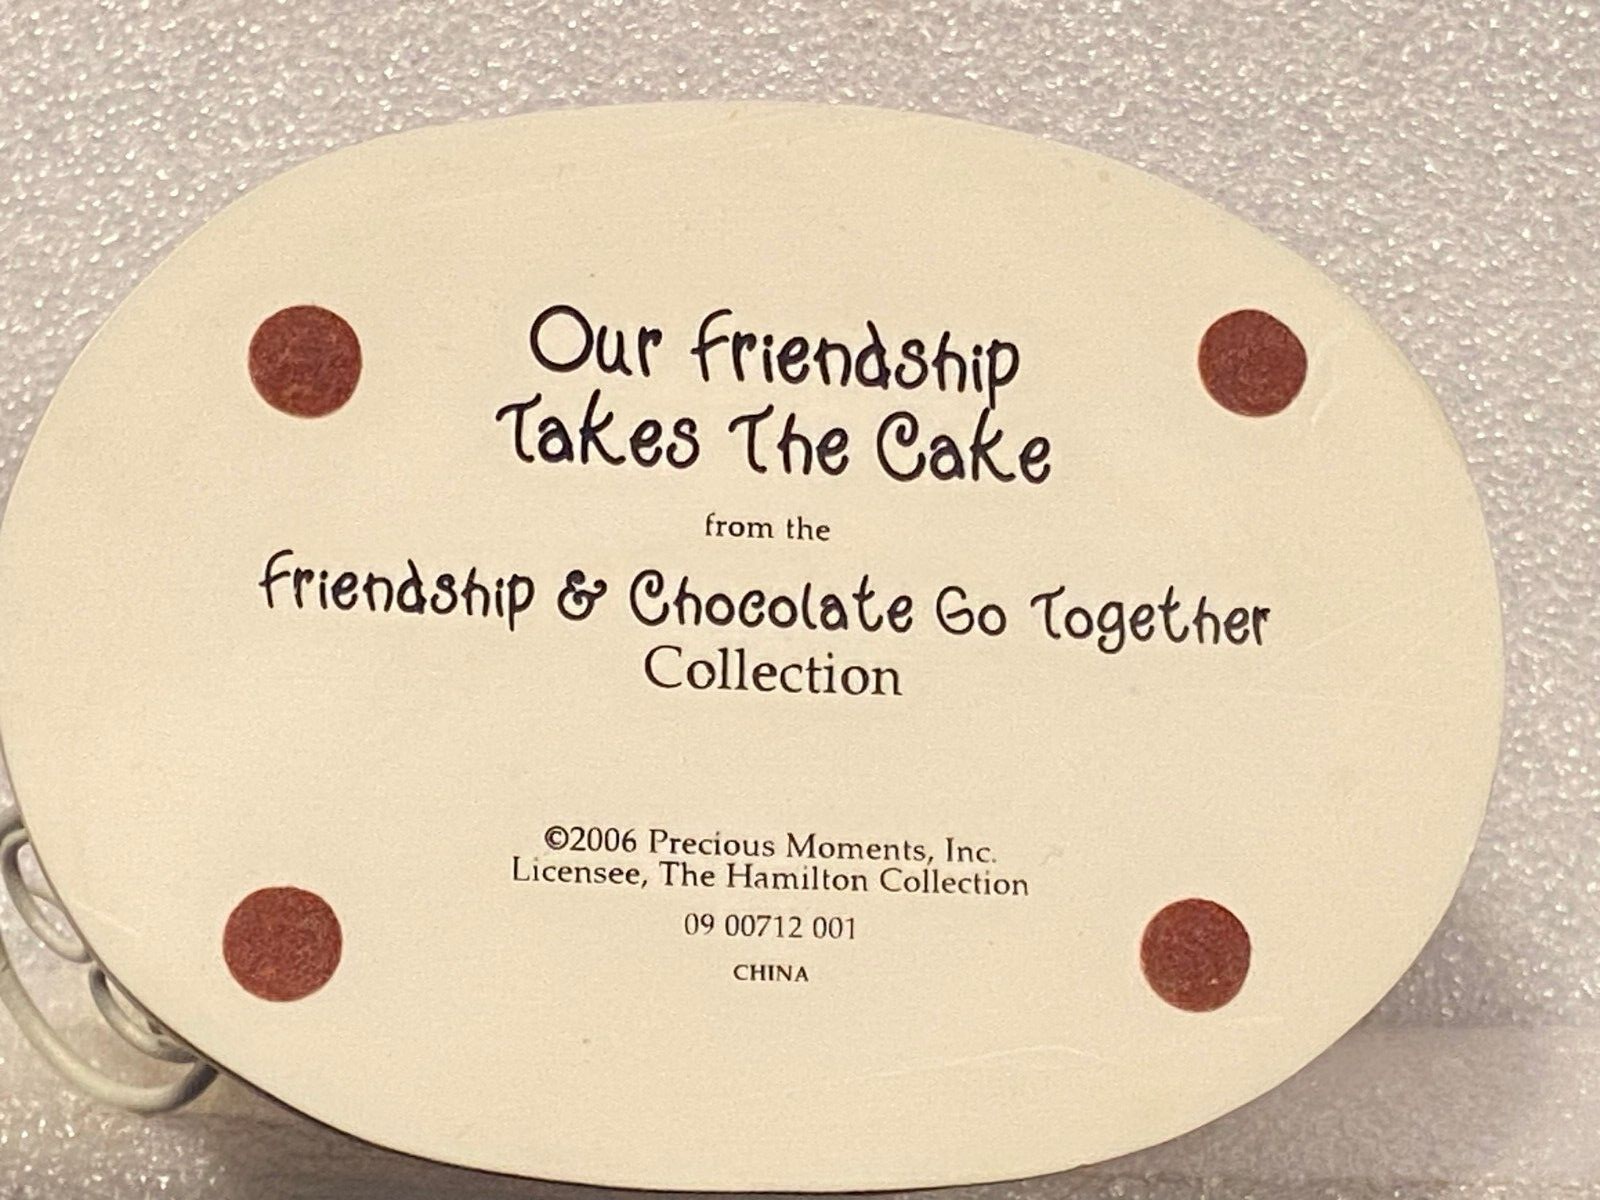 Our Friendship
Takes The Cake
from the
Friendship & Chocolate Go Together
Collection
©2006 Precious Moments, Inc.
Licensee, The Hamilton Collection
09 00712 001
CHINA